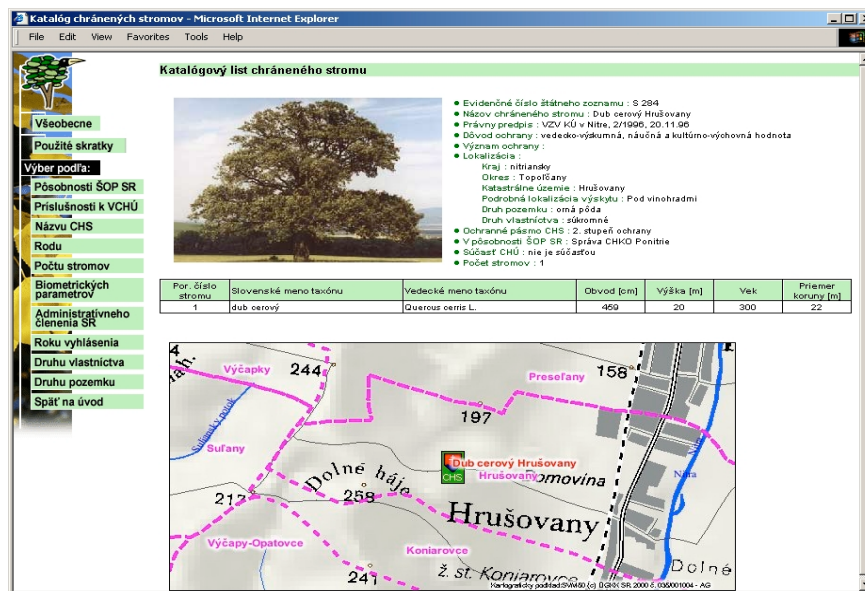 Katalóg chránených stromov - Microsoft Internet Explorer
File Edit View Favorites Tools Help
Všeobecne
Použité skratky
Výber podľa:
Pôsobnosti ŠOP SR
Príslušnosti k VCHÚ
Názvu CHS
Rodu
Počtu stromov
Biometrických
parametrov
Administratívneho
členenia SR
Roku vyhlásenia
Druhu vlastníctva
Druhu pozemku
Späť na úvod
Katalógový list chráneného stromu
Evidenčné číslo štátneho zoznamu : S 284
Názov chráneného stromu : Dub cerový Hrušovany
Právny predpis : VZV KÚ v Nitre, 2/1996, 20.11.96
Dôvod ochrany : vedecko-výskumná, náučná a kultúrno-výchovná hodnota
Význam ochrany :
Lokalizácia :
Kraj : nitriansky
Okres : Topoľčany
Katastrálne územie : Hrušovany
Podrobná lokalizácia výskytu : Pod vinohradmi
Druh pozemku : orná pôda
Druh vlastníctva : súkromné
Ochranné pásmo CHS : 2. stupeň ochrany
V pôsobnosti ŠOP SR : Správa CHKO Ponitrie
Súčasť CHÚ : nie je súčasťou
Počet stromov : 1
Por. číslo stromu Slovenské meno taxónu Vedecké meno taxónu Obvod [cm] Výška [m] Vek Priemer koruny [m]
1 dub cerový Quercus cerris L. 459 20 300 22
Výčapky
244
Preseľany
158
197
Suliansky potok
Suľany
Dub cerový Hrušovany
CHS
Hrušovany
Domovina
Nitra
Dolné háje
217
258
Hrušovany
Výčapy-Opatovce
Koniarovce
241
ž. st. Koniarovce
Dolné